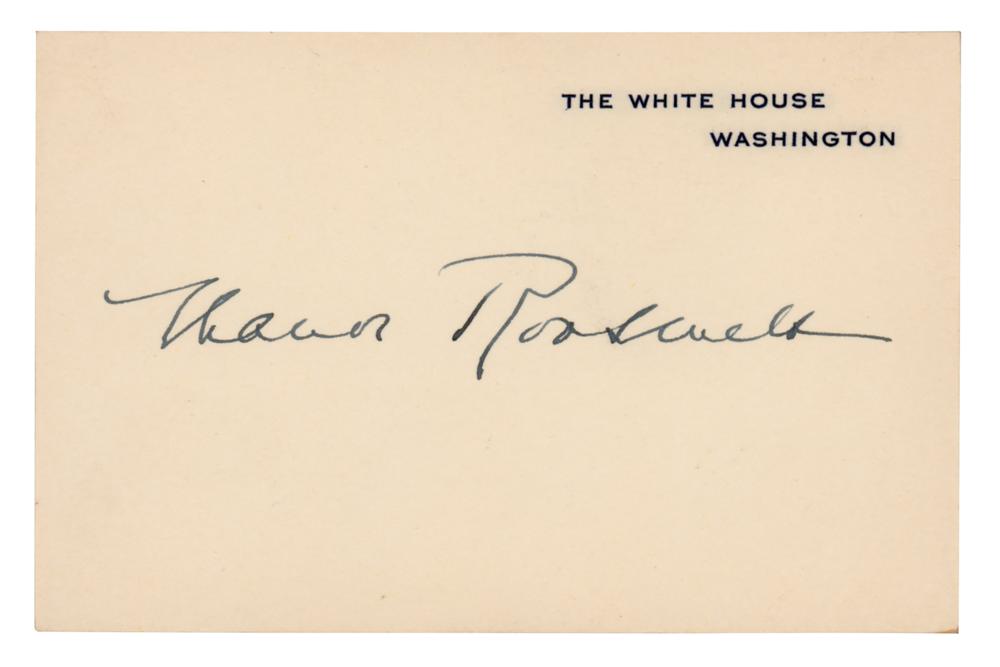 THE WHITE HOUSE
WASHINGTON
Eleanor Roosevelt